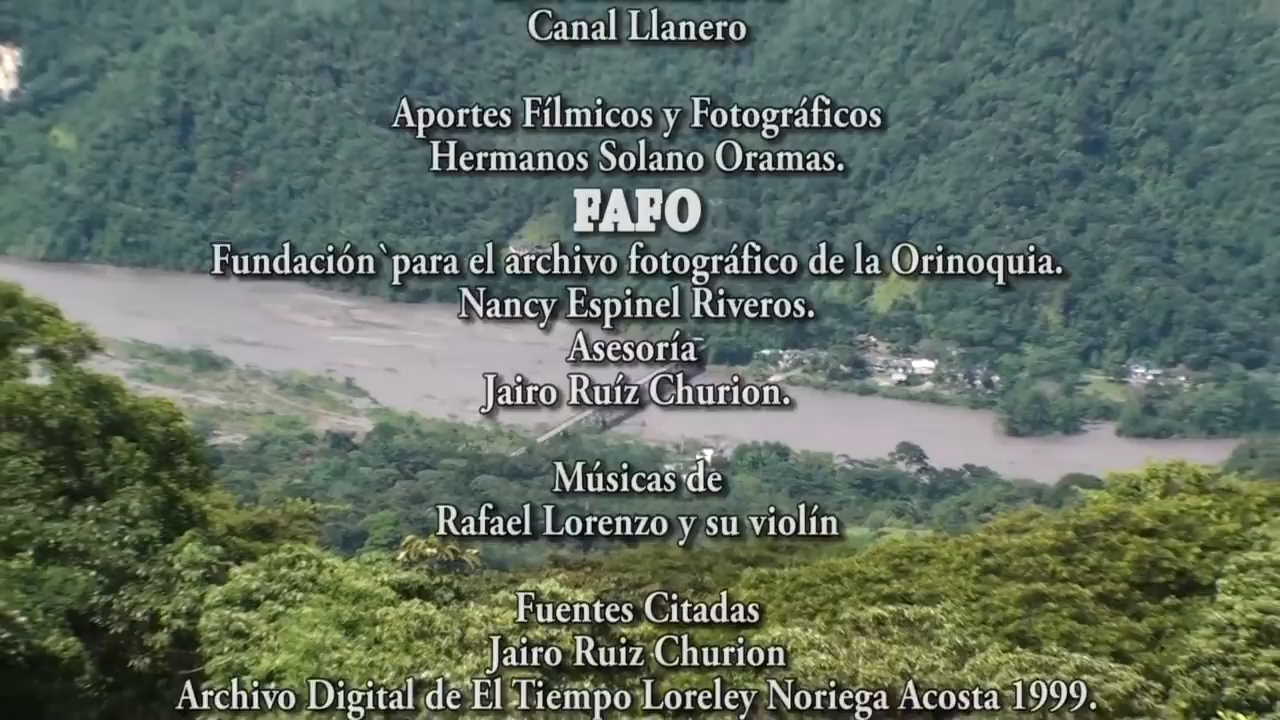 Canal Llanero
Aportes Fílmicos y Fotográficos
Hermanos Solano Oramas.
FAFO
Fundación`para el archivo fotográfico de la Orinoquia.
Nancy Espinel Riveros.
Asesoría
Jairo Ruíz Churion.
Músicas de
Rafael Lorenzo y su violín
Fuentes Citadas
Jairo Ruiz Churion
Archivo Digital de El Tiempo Loreley Noriega Acosta 1999.